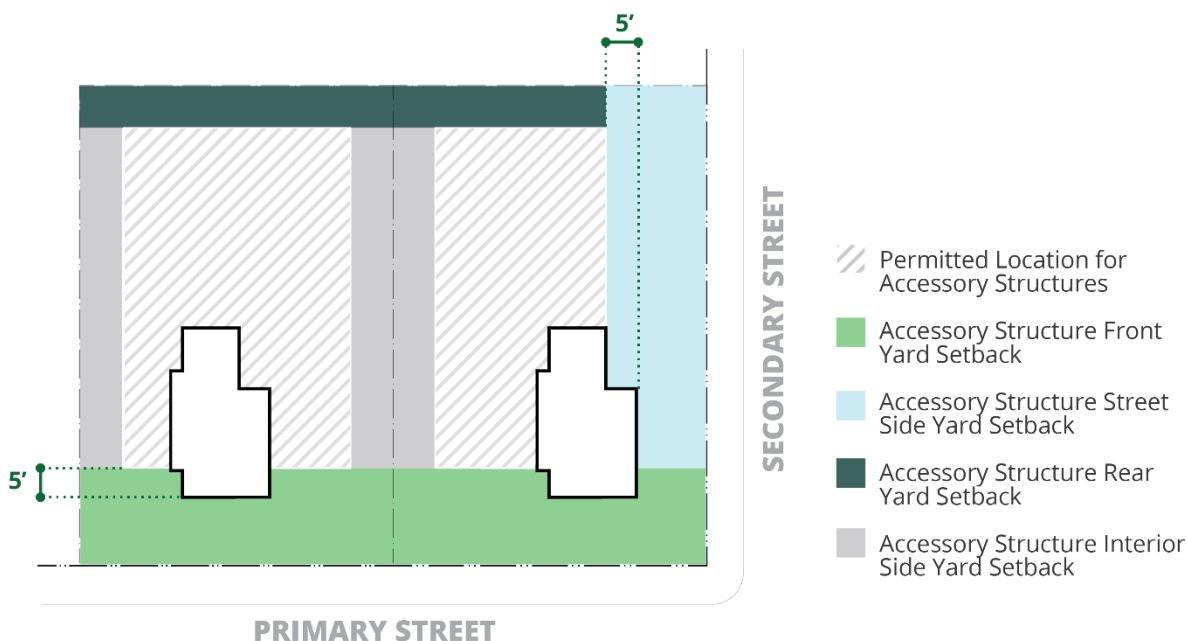 5’
5’
SECONDARY STREET
PRIMARY STREET
Permitted Location for
Accessory Structures
Accessory Structure Front
Yard Setback
Accessory Structure Street
Side Yard Setback
Accessory Structure Rear
Yard Setback
Accessory Structure Interior
Side Yard Setback